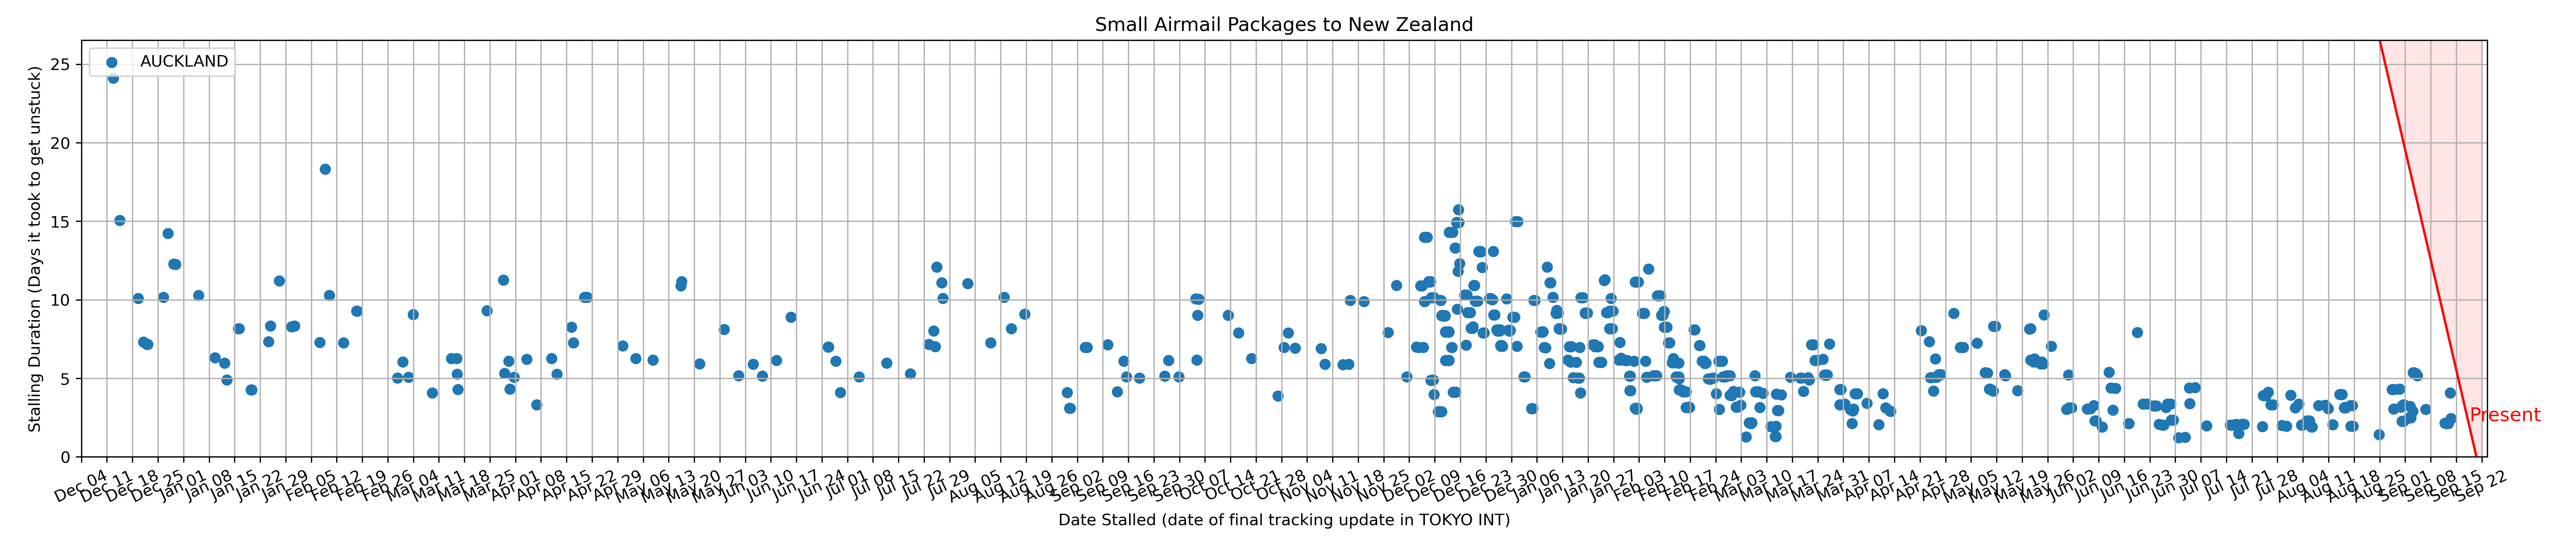 Small Airmail Packages to New Zealand
AUCKLAND
Stalling Duration (Days it took to get unstuck)
25
20
15
10
5
0
Present
Dec 04 Dec 11 Dec 18 Dec 25 Jan 01 Jan 08 Jan 15 Jan 22 Jan 29 Feb 05 Feb 12 Feb 19 Feb 26 Mar 04 Mar 11 Mar 18 Mar 25 Apr 01 Apr 08 Apr 15 Apr 22 Apr 29 May 06 May 13 May 20 May 27 Jun 03 Jun 10 Jun 17 Jun 24 Jul 01 Jul 08 Jul 15 Jul 22 Jul 29 Aug 05 Aug 12 Aug 19 Aug 26 Sep 02 Sep 09 Sep 16 Sep 23 Sep 30 Oct 07 Oct 14 Oct 21 Oct 28 Nov 04 Nov 11 Nov 18 Nov 25 Dec 02 Dec 09 Dec 16 Dec 23 Dec 30 Jan 06 Jan 13 Jan 20 Jan 27 Feb 03 Feb 10 Feb 17 Feb 24 Mar 03 Mar 10 Mar 17 Mar 24 Mar 31 Apr 07 Apr 14 Apr 21 Apr 28 May 05 May 12 May 19 May 26 Jun 02 Jun 09 Jun 16 Jun 23 Jun 30 Jul 07 Jul 14 Jul 21 Jul 28 Aug 04 Aug 11 Aug 18 Aug 25 Sep 01 Sep 08 Sep 15 Sep 22
Date Stalled (date of final tracking update in TOKYO INT)